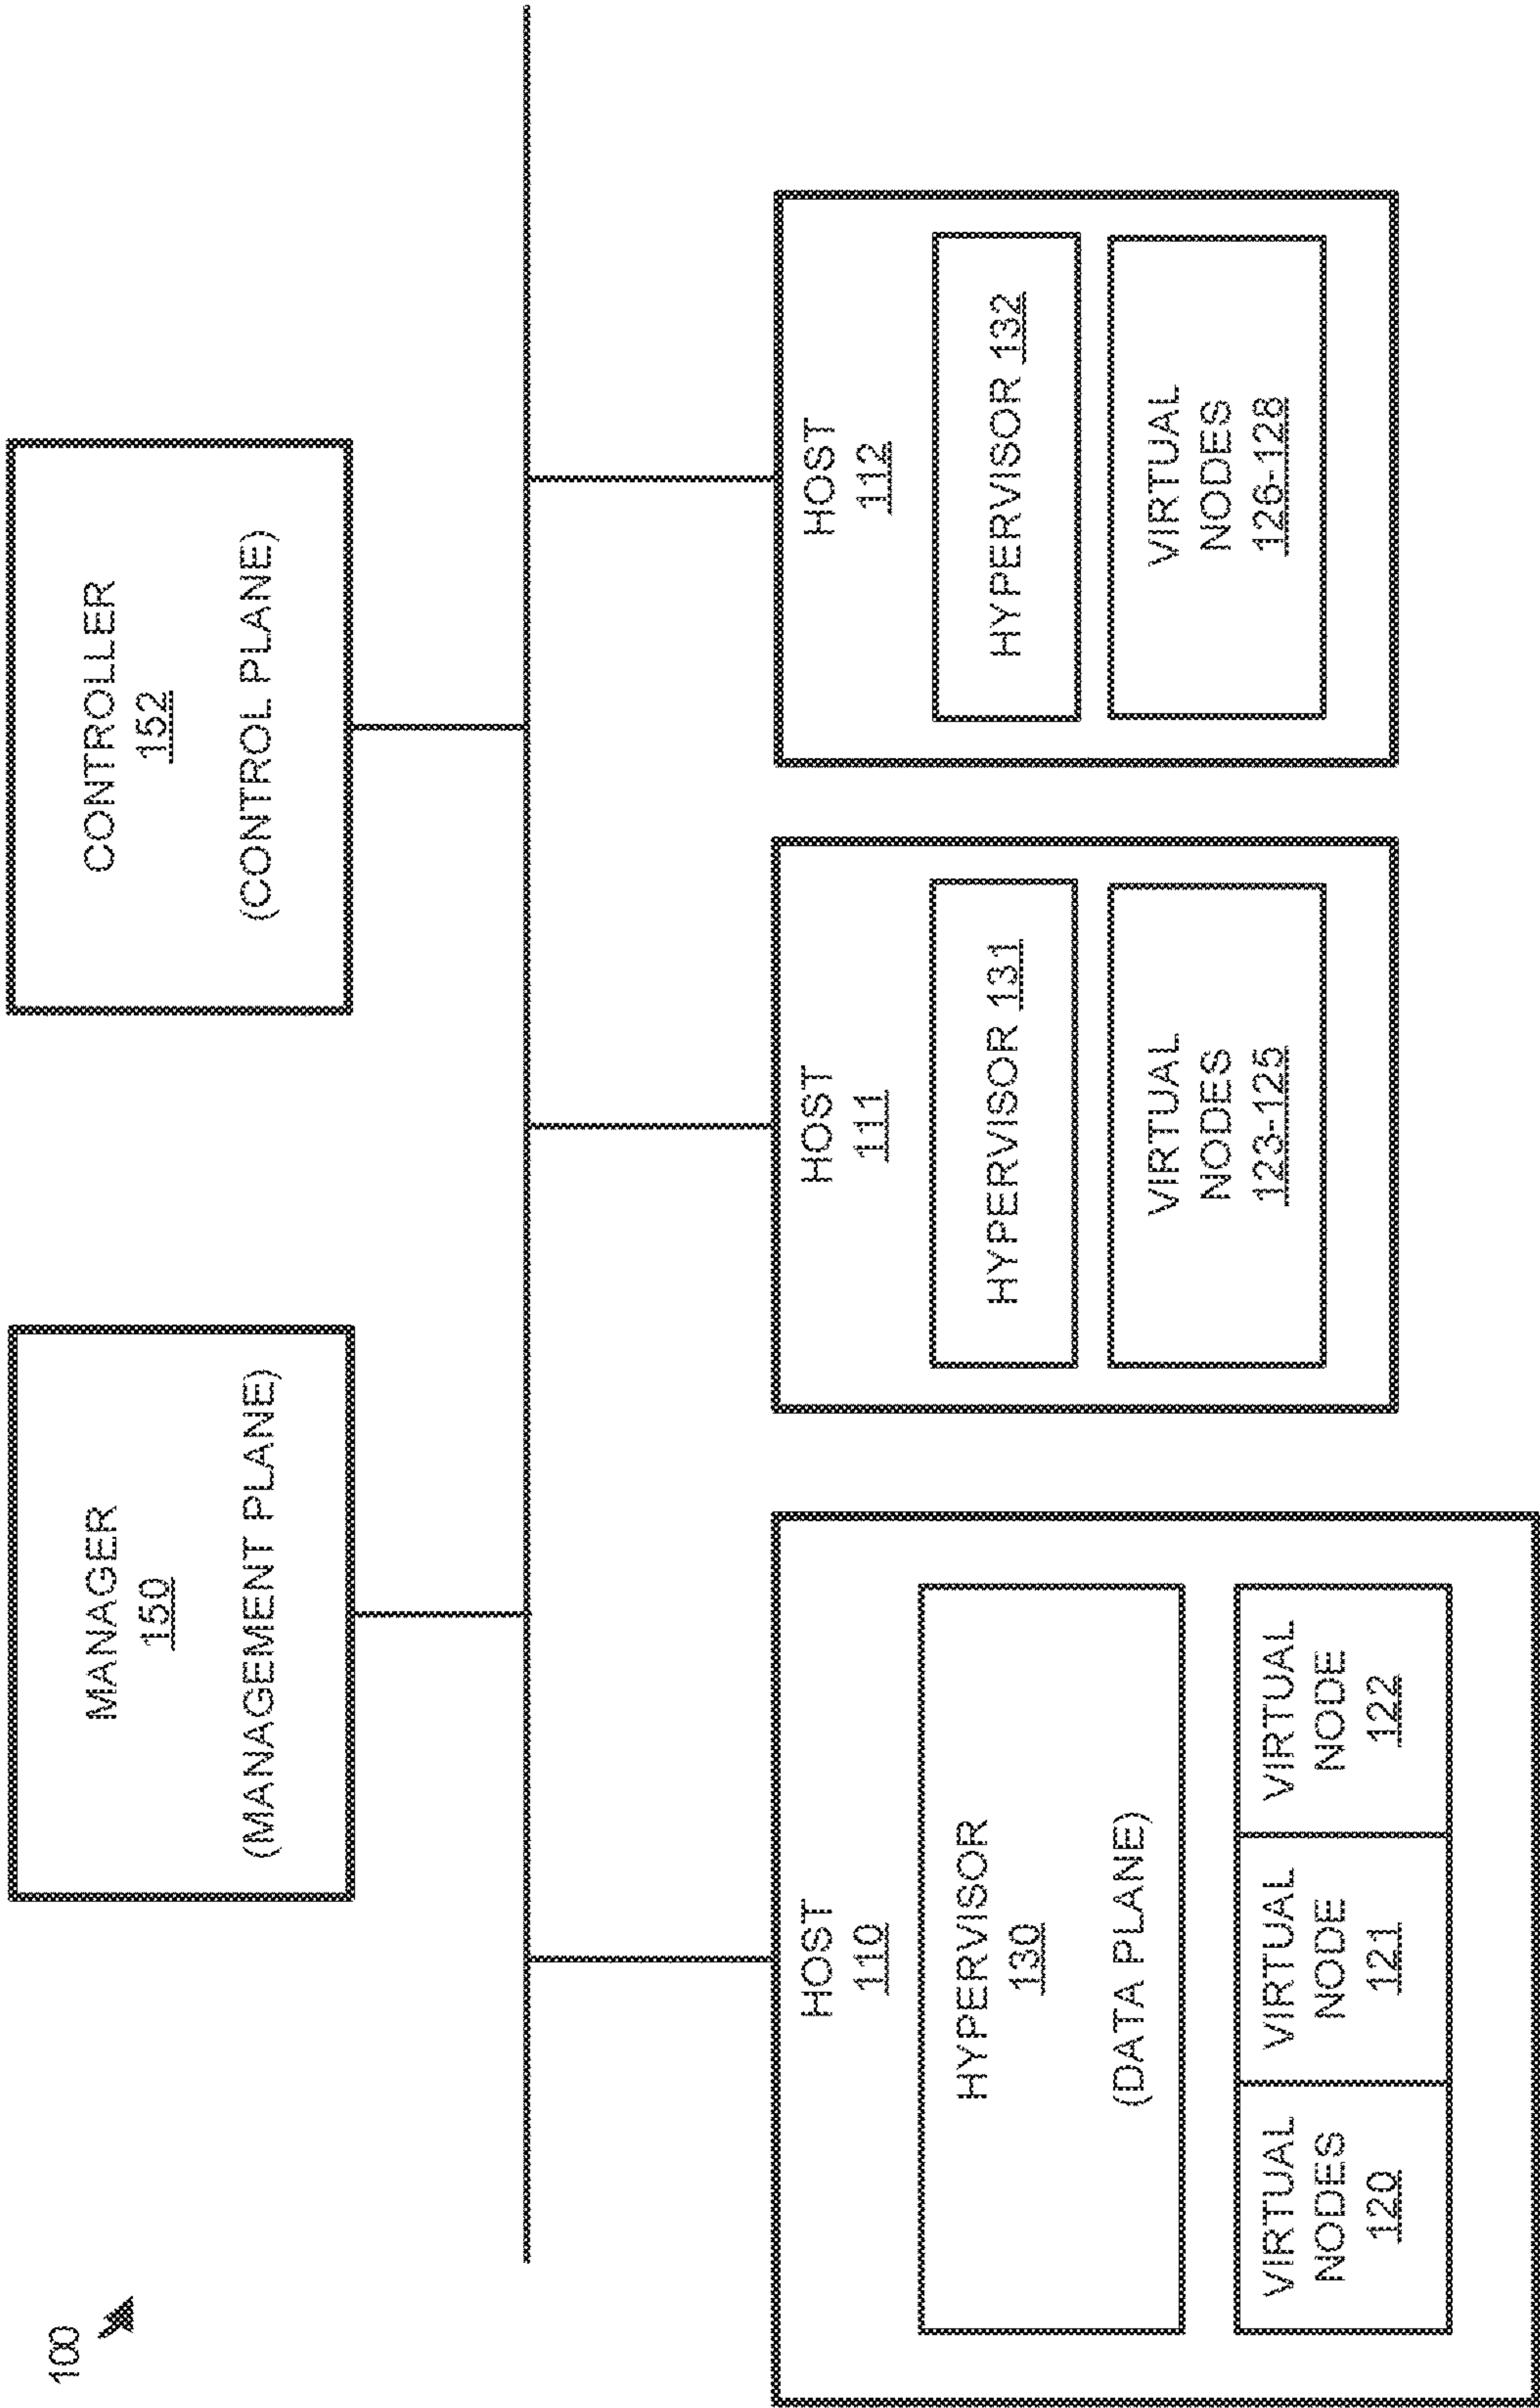 100
MANAGER
150
(MANAGEMENT PLANE)
CONTROLLER
152
(CONTROL PLANE)
HOST
110
HYPERVISOR
130
(DATA PLANE)
VIRTUAL
NODES
120
VIRTUAL
NODE
121
VIRTUAL
NODE
122
HOST
111
HYPERVISOR 131
VIRTUAL
NODES
123-125
HOST
112
HYPERVISOR 132
VIRTUAL
NODES
126-128